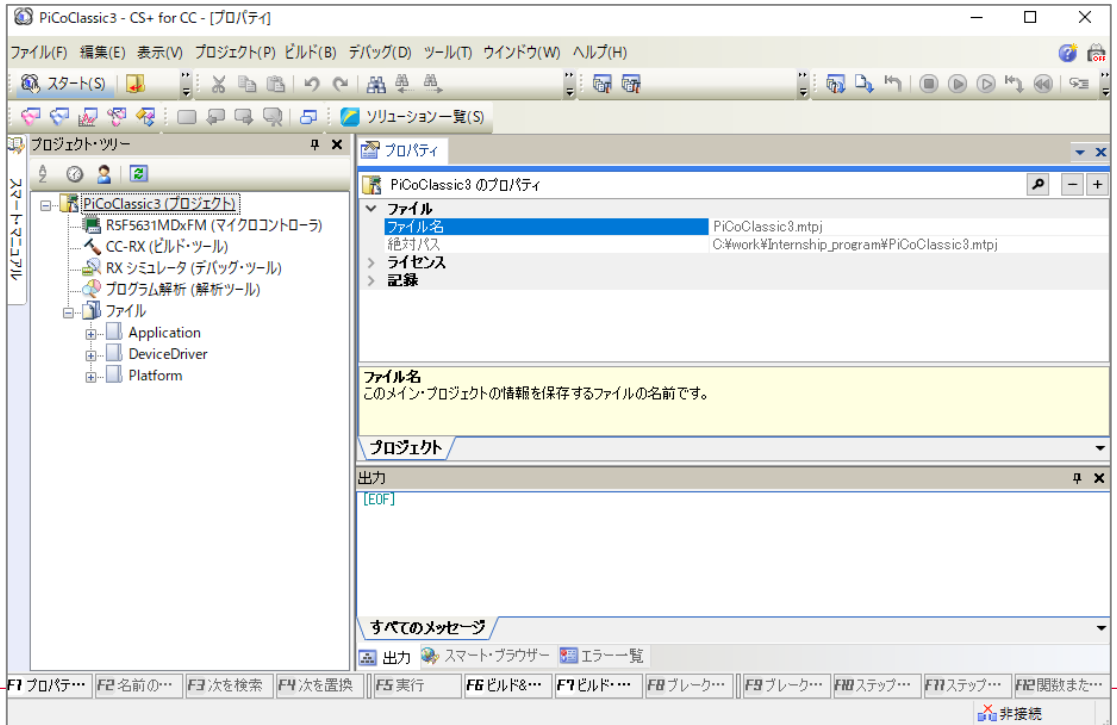 PiCoClassic3 - CS+ for CC - [プロパティ]
ファイル(F) 編集(E) 表示(V) プロジェクト(P) ビルド(B) デバッグ(D) ツール(T) ウインドウ(W) ヘルプ(H)
スタート(S)
ソリューション一覧(S)
スマート・マニュアル
プロジェクト・ツリー
PiCoClassic3 (プロジェクト)
R5F5631MDxFM (マイクロコントローラ)
CC-RX (ビルド・ツール)
RX シミュレータ (デバッグ・ツール)
プログラム解析 (解析ツール)
ファイル
Application
DeviceDriver
Platform
プロパティ
PiCoClassic3 のプロパティ
ファイル
ファイル名 PiCoClassic3.mtpj
絶対パス C:¥work¥Internship_program¥PiCoClassic3.mtpj
ライセンス
記録
ファイル名
このメイン・プロジェクトの情報を保存するファイルの名前です。
プロジェクト
出力
[EOF]
すべてのメッセージ
出力 スマート・ブラウザー エラー一覧
F1 プロパテ… F2 名前の… F3 次を検索 F4 次を置換 F5 実行 F6 ビルド&… F7 ビルド・… F8 ブレーク… F9 ブレーク… F10 ステップ… F11 ステップ… F12 関数また…
非接続